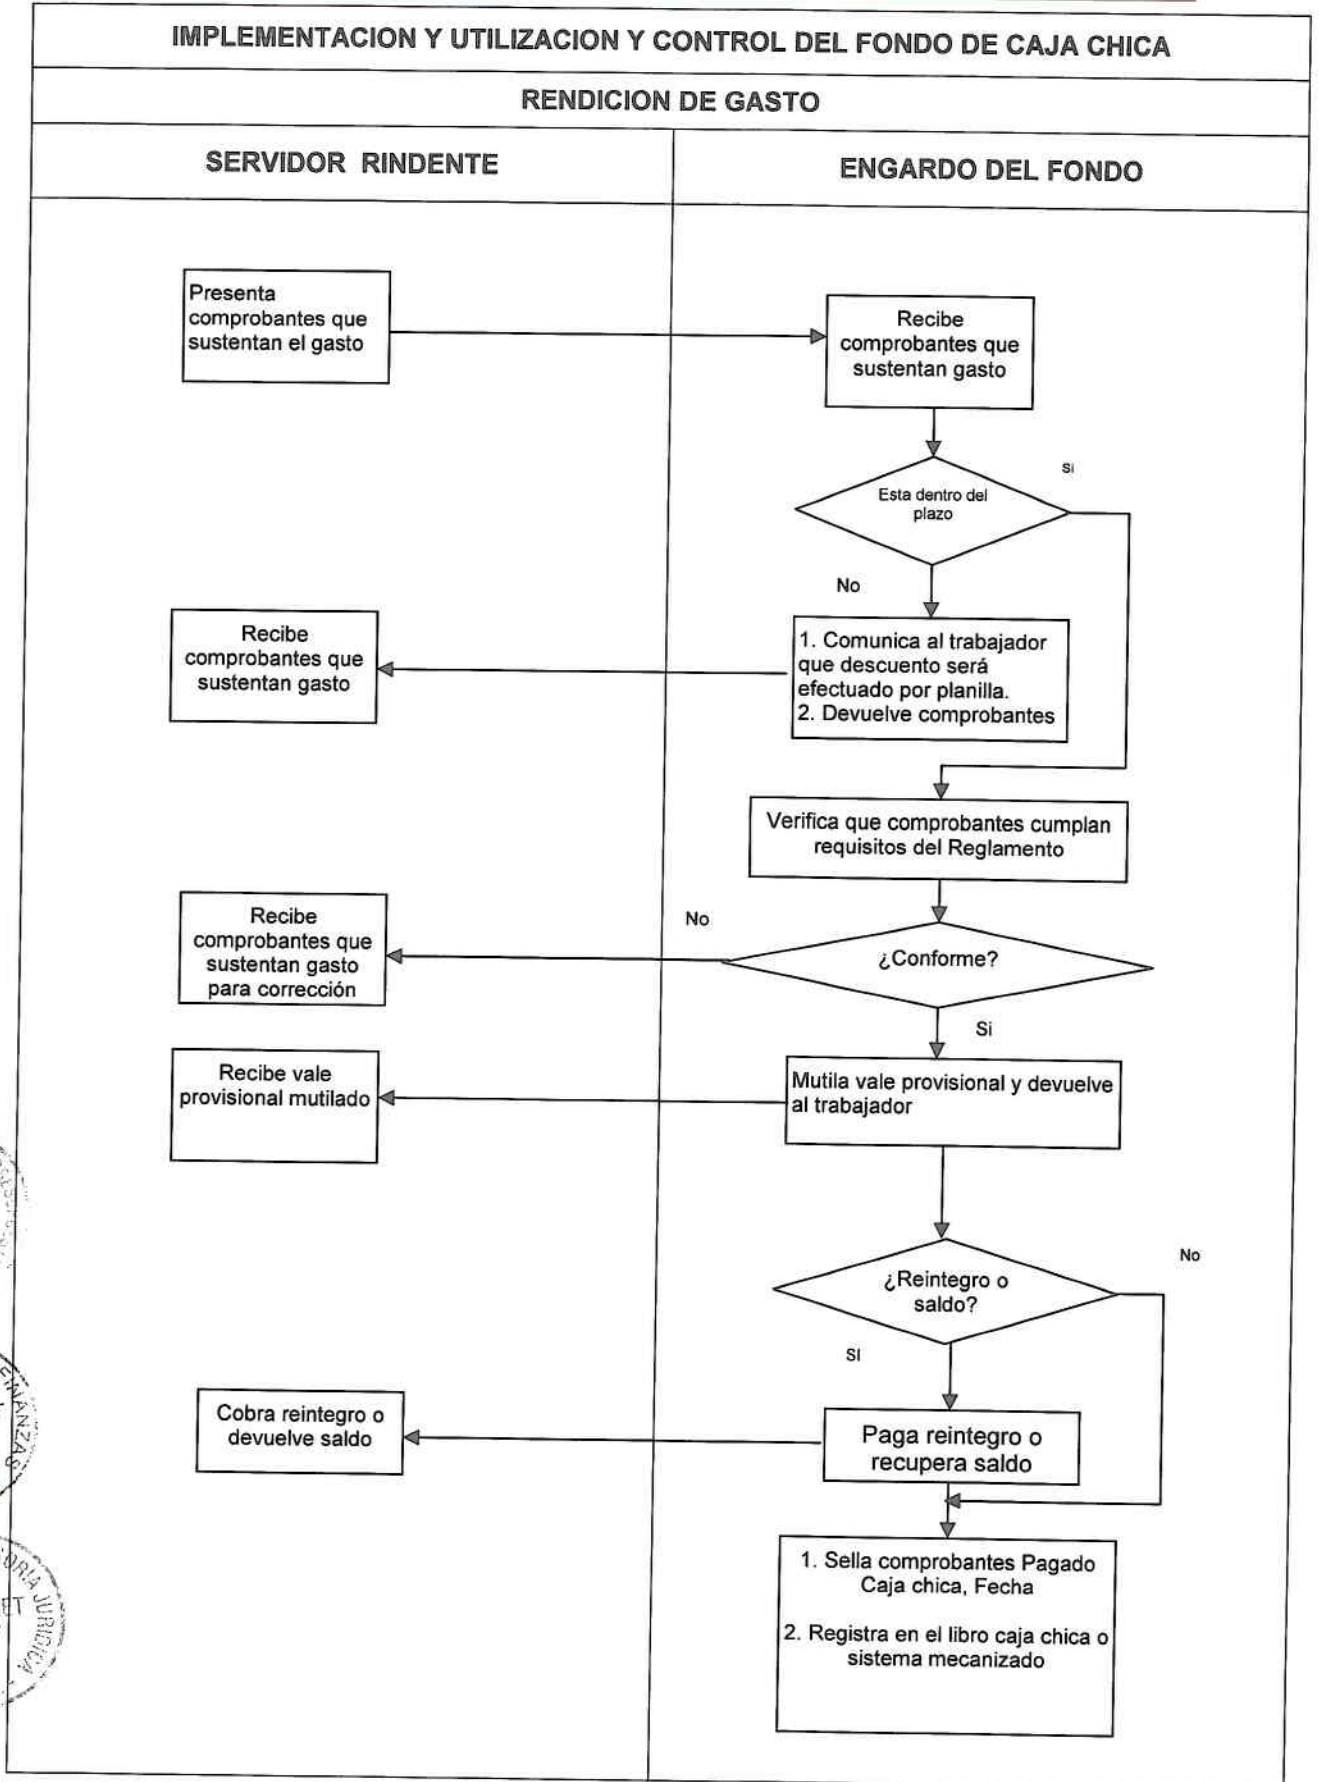 IMPLEMENTACION Y UTILIZACION Y CONTROL DEL FONDO DE CAJA CHICA
RENDICION DE GASTO
SERVIDOR RINDENTE
ENGARDO DEL FONDO
Presenta
comprobantes que
sustentan el gasto
Recibe
comprobantes que
sustentan gasto
Esta dentro del
plazo
Si
No
Recibe
comprobantes que
sustentan gasto
1. Comunica al trabajador
que descuento será
efectuado por planilla.
2. Devuelve comprobantes
Verifica que comprobantes cumplan
requisitos del Reglamento
Recibe
comprobantes que
sustentan gasto
para corrección
No
¿Conforme?
Si
Recibe vale
provisional mutilado
Mutila vale provisional y devuelve
al trabajador
¿Reintegro o
saldo?
No
SI
Cobra reintegro o
devuelve saldo
Paga reintegro o
recupera saldo
1. Sella comprobantes Pagado
Caja chica, Fecha
2. Registra en el libro caja chica o
sistema mecanizado
FINANZAS
JURIDICA